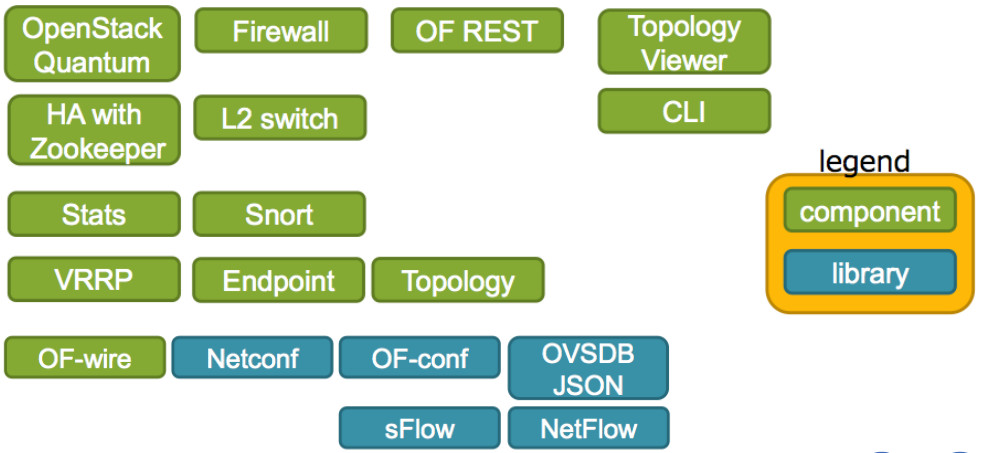 OpenStack
Quantum
Firewall
OF REST
Topology
Viewer
HA with
Zookeeper
L2 switch
CLI
legend
component
library
Stats
Snort
VRRP
Endpoint
Topology
OF-wire
Netconf
OF-conf
OVSDB
JSON
sFlow
NetFlow